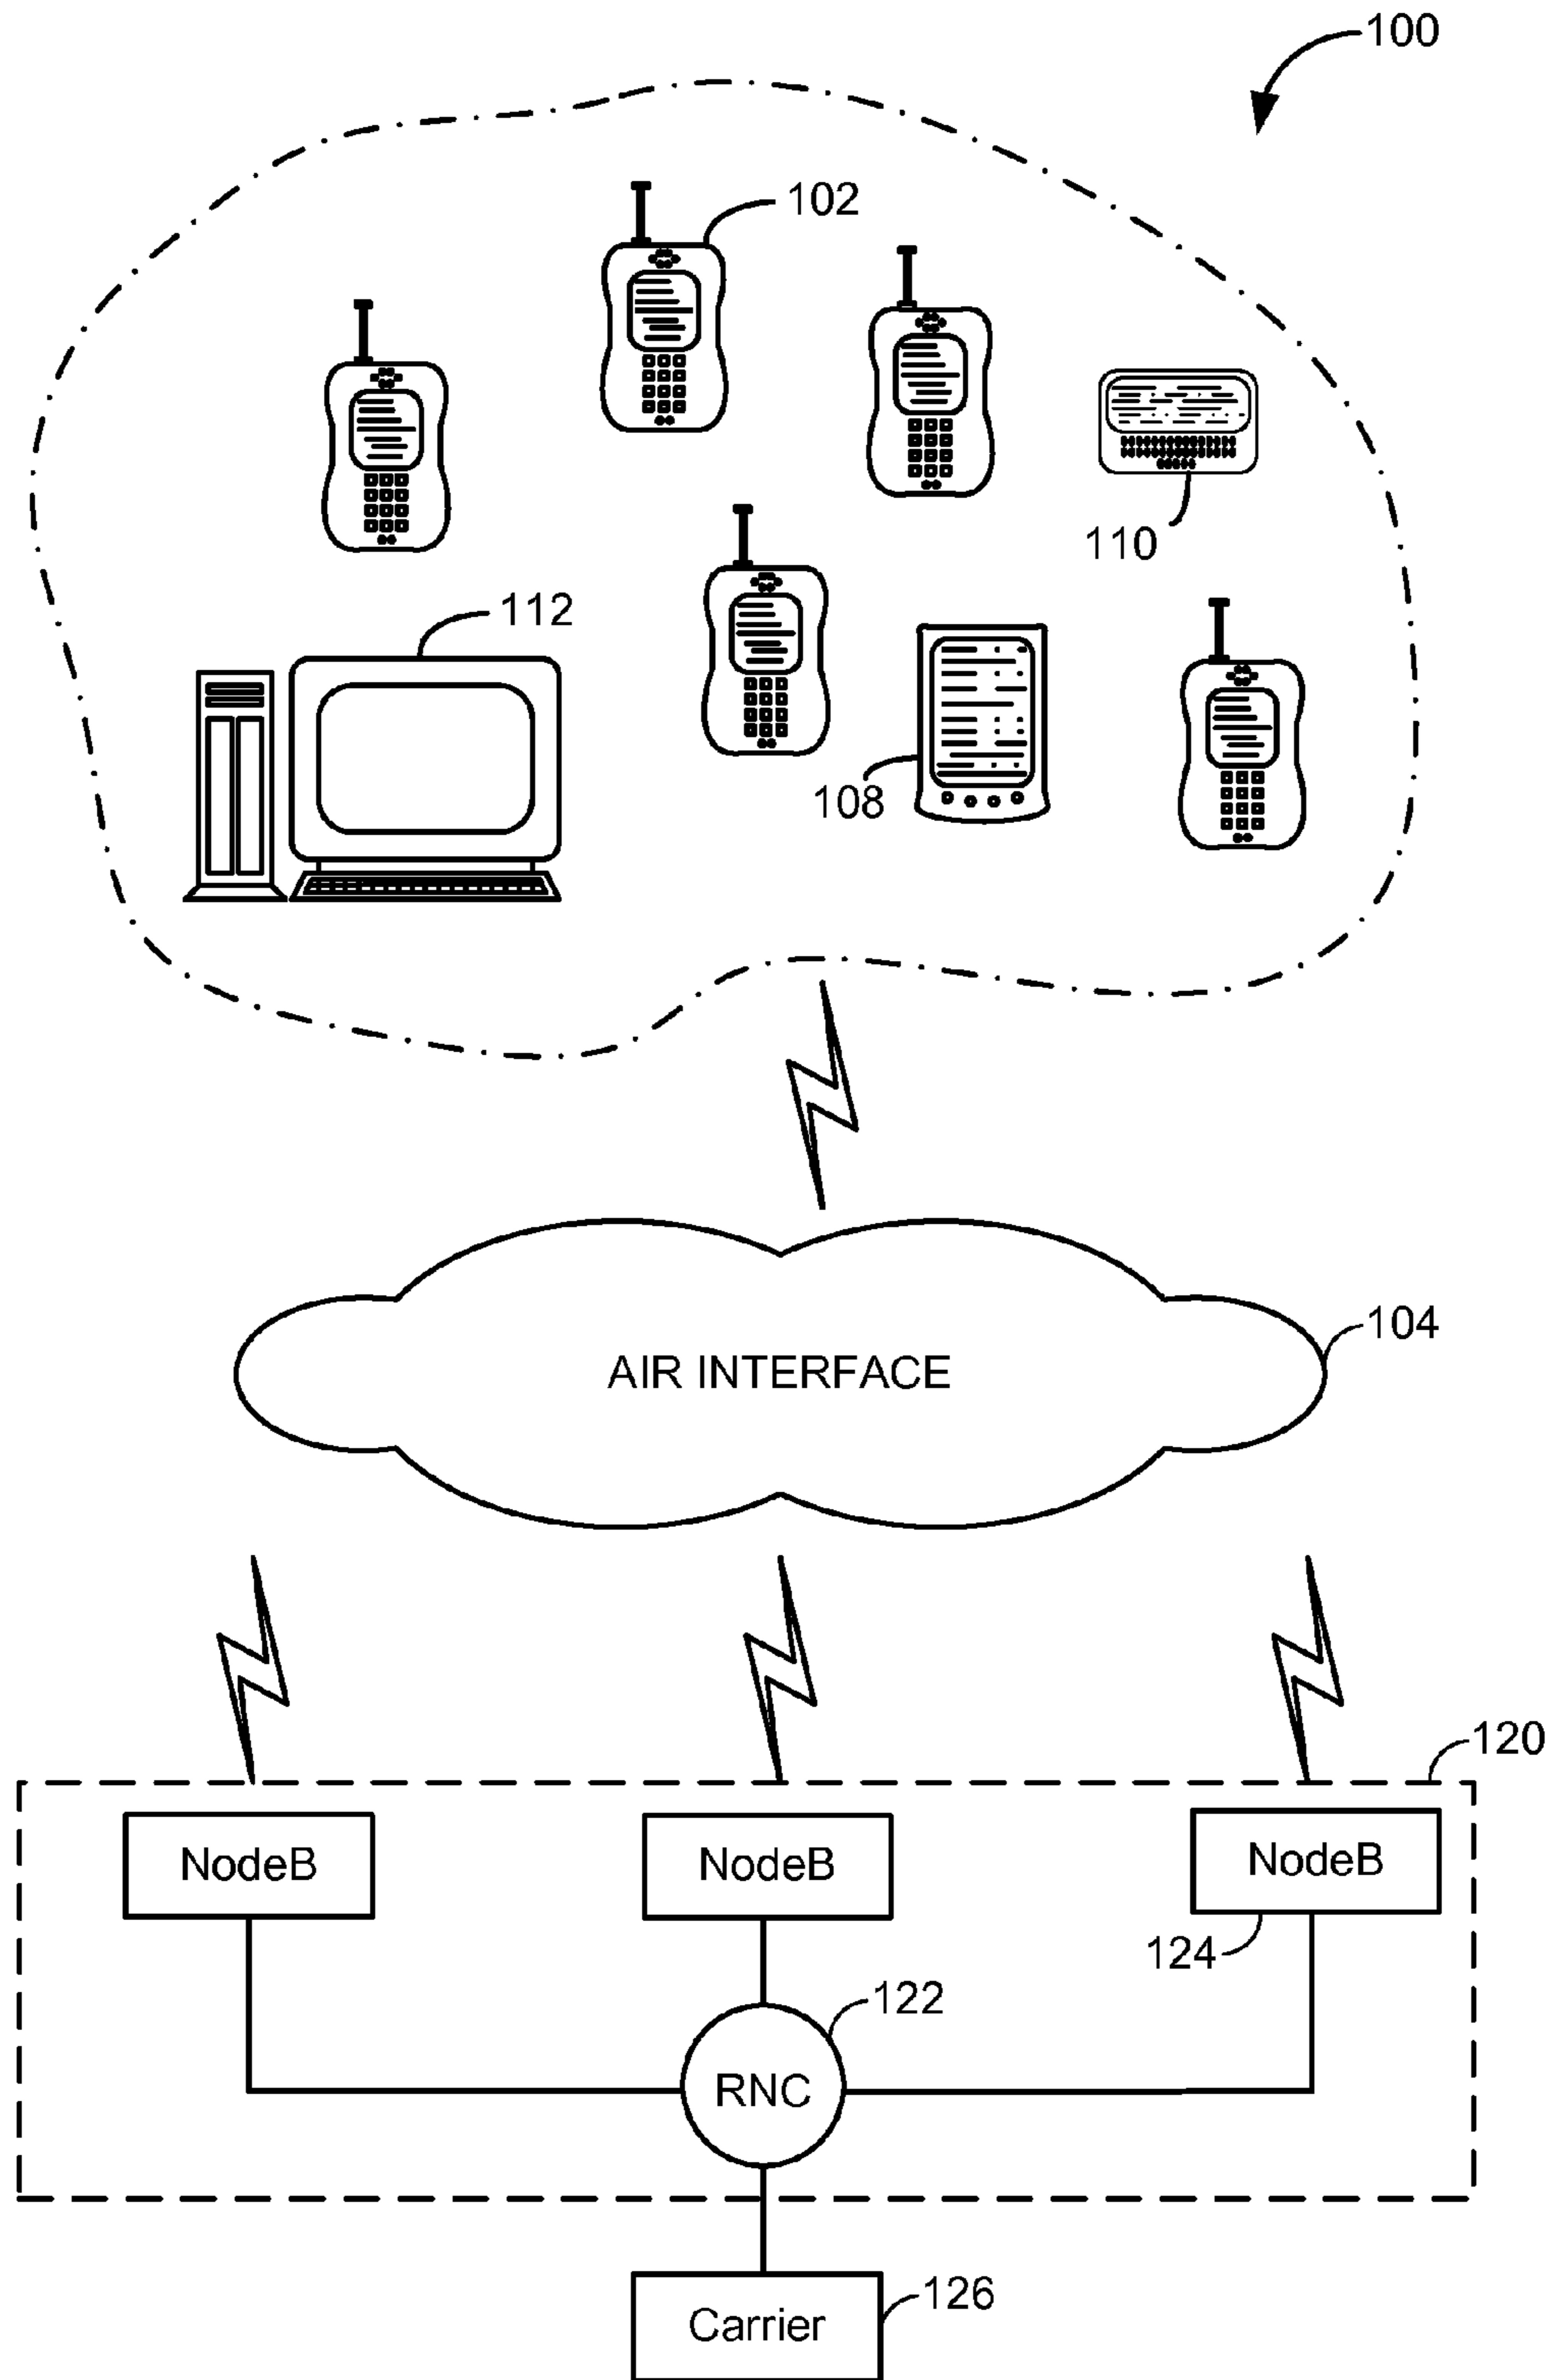 100
102
110
112
108
104
AIR INTERFACE
120
NodeB
NodeB
NodeB
124
122
RNC
126
Carrier